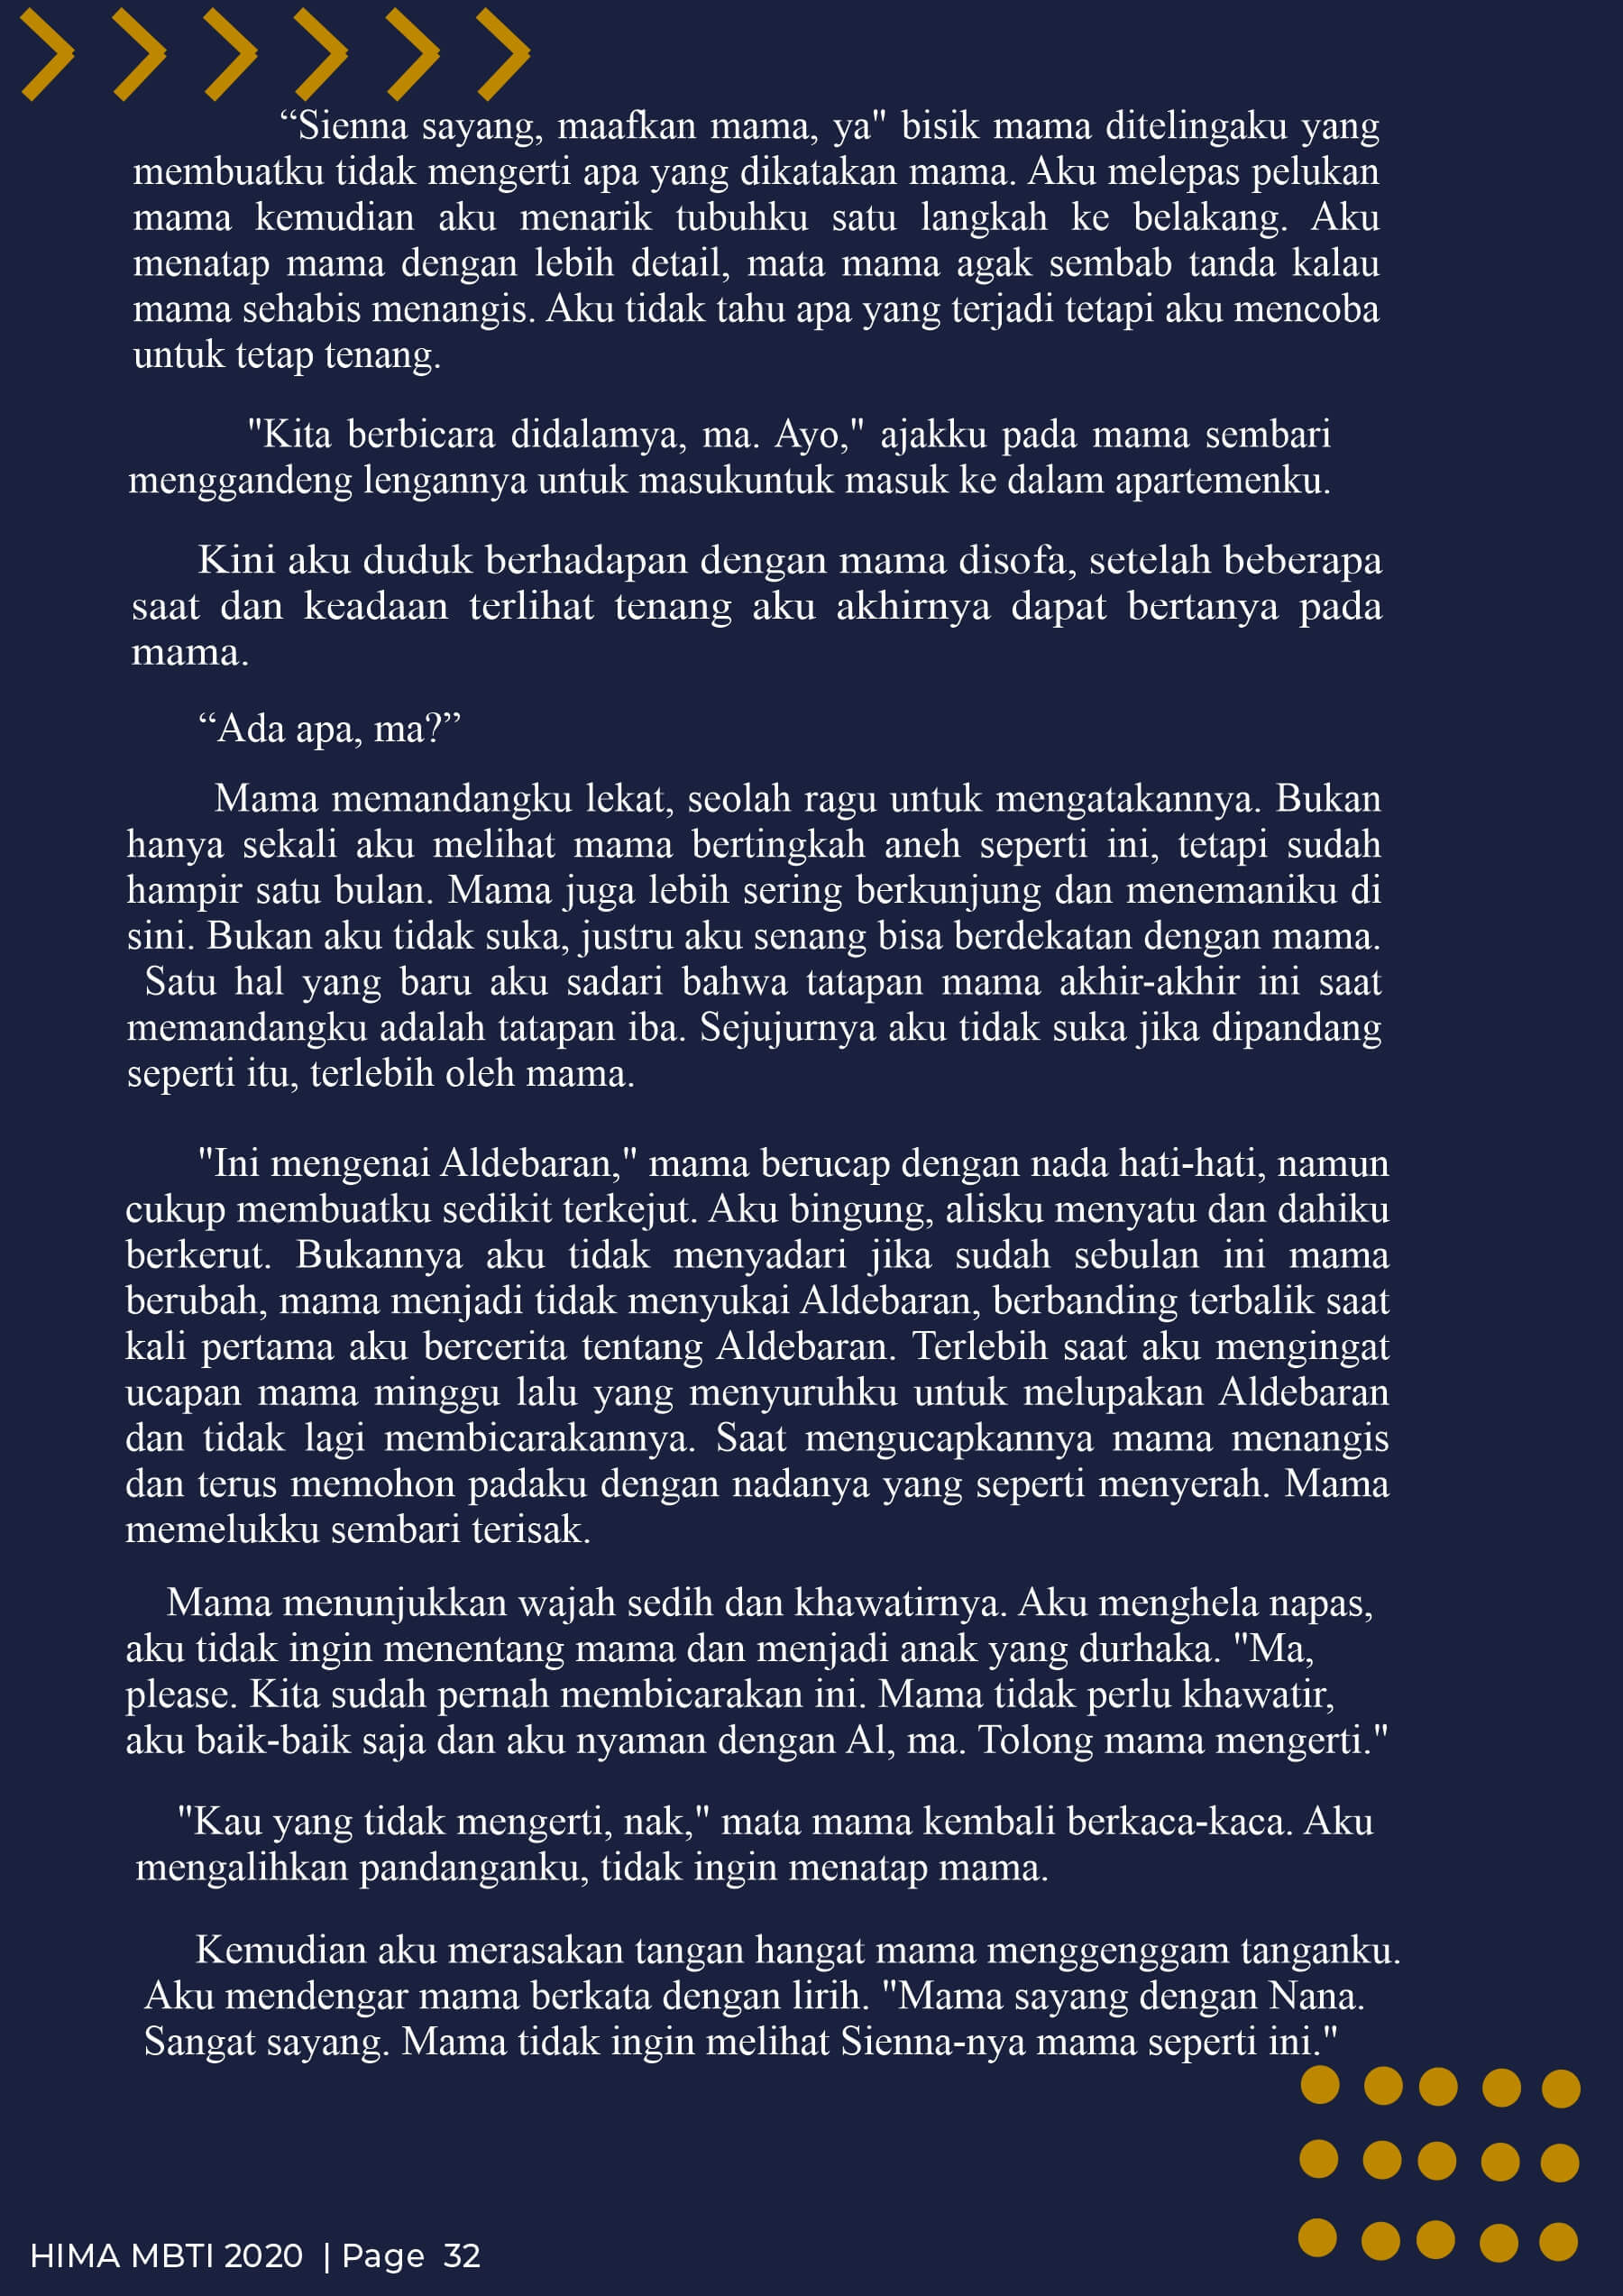 “Sienna sayang, maafkan mama, ya" bisik mama ditelingaku yang
membuatku tidak mengerti apa yang dikatakan mama. Aku melepas pelukan
mama kemudian aku menarik tubuhku satu langkah ke belakang. Aku
menatap mama dengan lebih detail, mata mama agak sembab tanda kalau
mama sehabis menangis. Aku tidak tahu apa yang terjadi tetapi aku mencoba
untuk tetap tenang.
"Kita berbicara didalamya, ma. Ayo," ajakku pada mama sembari
menggandeng lengannya untuk masukuntuk masuk ke dalam apartemenku.
Kini aku duduk berhadapan dengan mama disofa, setelah beberapa
saat dan keadaan terlihat tenang aku akhirnya dapat bertanya pada
mama.
“Ada apa, ma?”
Mama memandangku lekat, seolah ragu untuk mengatakannya. Bukan
hanya sekali aku melihat mama bertingkah aneh seperti ini, tetapi sudah
hampir satu bulan. Mama juga lebih sering berkunjung dan menemaniku di
sini. Bukan aku tidak suka, justru aku senang bisa berdekatan dengan mama.
Satu hal yang baru aku sadari bahwa tatapan mama akhir-akhir ini saat
memandangku adalah tatapan iba. Sejujurnya aku tidak suka jika dipandang
seperti itu, terlebih oleh mama.
"Ini mengenai Aldebaran," mama berucap dengan nada hati-hati, namun
cukup membuatku sedikit terkejut. Aku bingung, alisku menyatu dan dahiku
berkerut. Bukannya aku tidak menyadari jika sudah sebulan ini mama
berubah, mama menjadi tidak menyukai Aldebaran, berbanding terbalik saat
kali pertama aku bercerita tentang Aldebaran. Terlebih saat aku mengingat
ucapan mama minggu lalu yang menyuruhku untuk melupakan Aldebaran
dan tidak lagi membicarakannya. Saat mengucapkannya mama menangis
dan terus memohon padaku dengan nadanya yang seperti menyerah. Mama
memelukku sembari terisak.
Mama menunjukkan wajah sedih dan khawatirnya. Aku menghela napas,
aku tidak ingin menentang mama dan menjadi anak yang durhaka. "Ma,
please. Kita sudah pernah membicarakan ini. Mama tidak perlu khawatir,
aku baik-baik saja dan aku nyaman dengan Al, ma. Tolong mama mengerti."
"Kau yang tidak mengerti, nak," mata mama kembali berkaca-kaca. Aku
mengalihkan pandanganku, tidak ingin menatap mama.
Kemudian aku merasakan tangan hangat mama menggenggam tanganku.
Aku mendengar mama berkata dengan lirih. "Mama sayang dengan Nana.
Sangat sayang. Mama tidak ingin melihat Sienna-nya mama seperti ini."
HIMA MBTI 2020 | Page 32